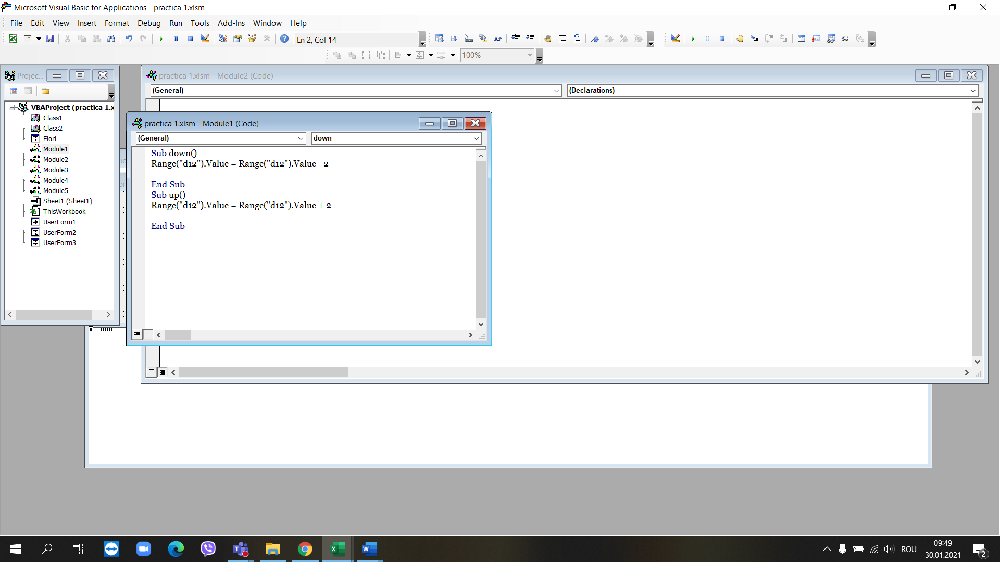 Microsoft Visual Basic for Applications - practica 1.xlsm
File Edit View Insert Format Debug Run Tools Add-Ins Window Help
Ln 2, Col 14
100%
Projec...
practica 1.xlsm - Module2 (Code)
(General) (Declarations)
VBAProject (practica 1.x
Class1
Class2
Flori
Module1
Module2
Module3
Module4
Module5
Sheet1 (Sheet1)
ThisWorkbook
UserForm1
UserForm2
UserForm3
practica 1.xlsm - Module1 (Code)
(General) down
Sub down()
Range("d12").Value = Range("d12").Value - 2
End Sub
Sub up()
Range("d12").Value = Range("d12").Value + 2
End Sub
ROU
09:49
30.01.2021
2